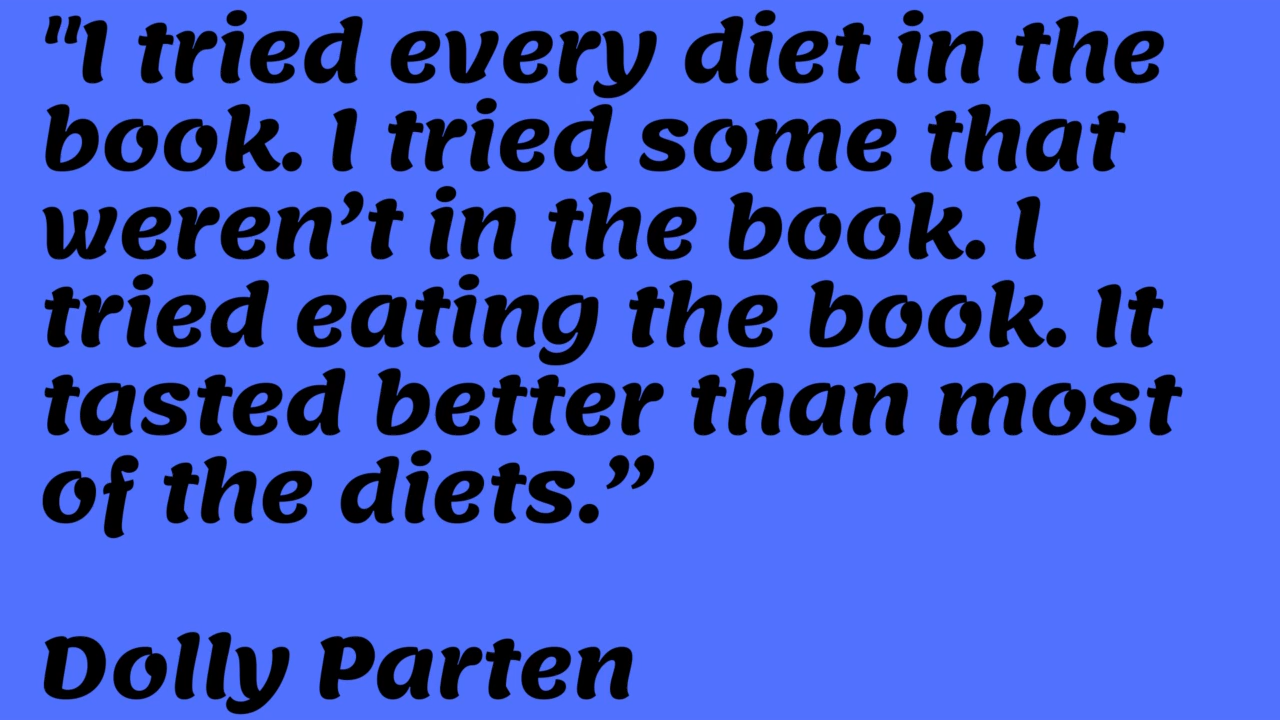 "I tried every diet in the
book. I tried some that
weren’t in the book. I
tried eating the book. It
tasted better than most
of the diets.”
Dolly Parten